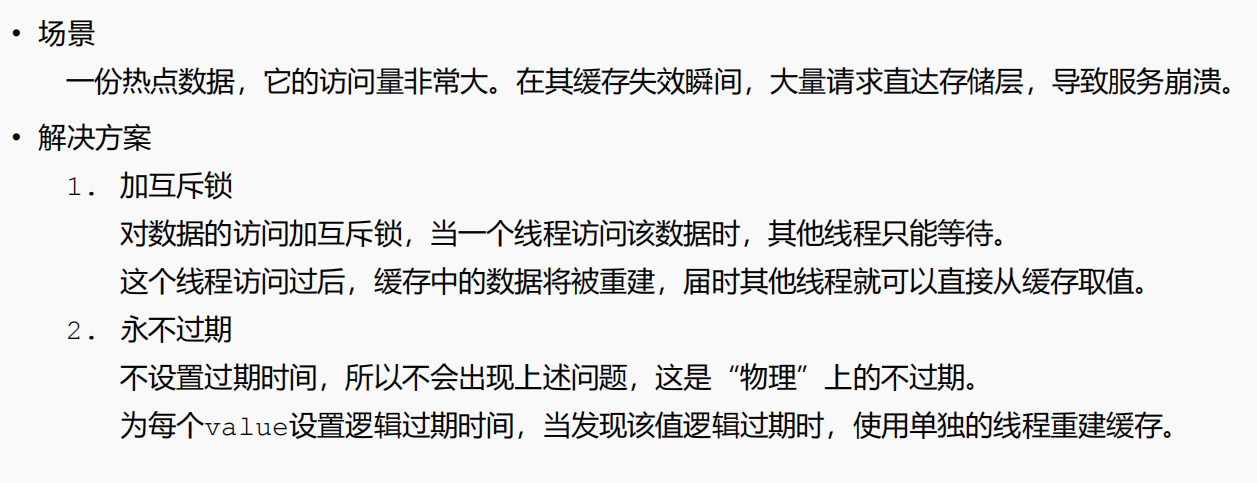 • 场景
一份热点数据，它的访问量非常大。在其缓存失效瞬间，大量请求直达存储层，导致服务崩溃。
• 解决方案
1. 加互斥锁
对数据的访问加互斥锁，当一个线程访问该数据时，其他线程只能等待。
这个线程访问过后，缓存中的数据将被重建，届时其他线程就可以直接从缓存取值。
2. 永不过期
不设置过期时间，所以不会出现上述问题，这是“物理”上的不过期。
为每个value设置逻辑过期时间，当发现该值逻辑过期时，使用单独的线程重建缓存。